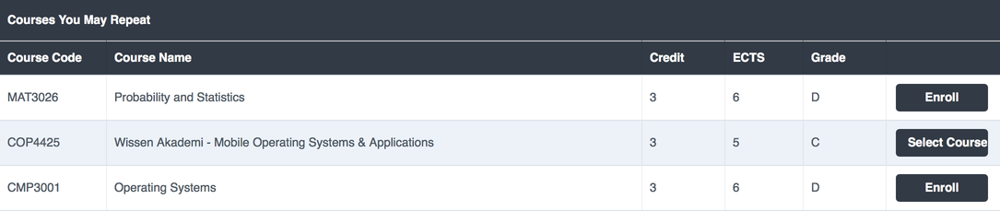 Courses You May Repeat
Course Code Course Name Credit ECTS Grade
MAT3026 Probability and Statistics 3 6 D Enroll
COP4425 Wissen Akademi - Mobile Operating Systems & Applications 3 5 C Select Course
CMP3001 Operating Systems 3 6 D Enroll